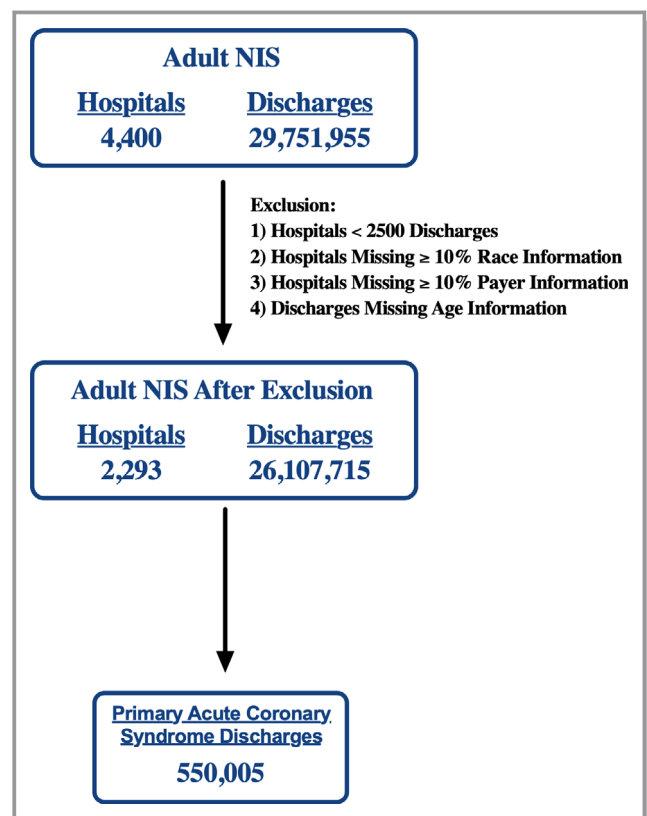 Adult NIS
Hospitals Discharges
4,400 29,751,955
Exclusion:
1) Hospitals < 2500 Discharges
2) Hospitals Missing ≥ 10% Race Information
3) Hospitals Missing ≥ 10% Payer Information
4) Discharges Missing Age Information
Adult NIS After Exclusion
Hospitals Discharges
2,293 26,107,715
Primary Acute Coronary
Syndrome Discharges
550,005